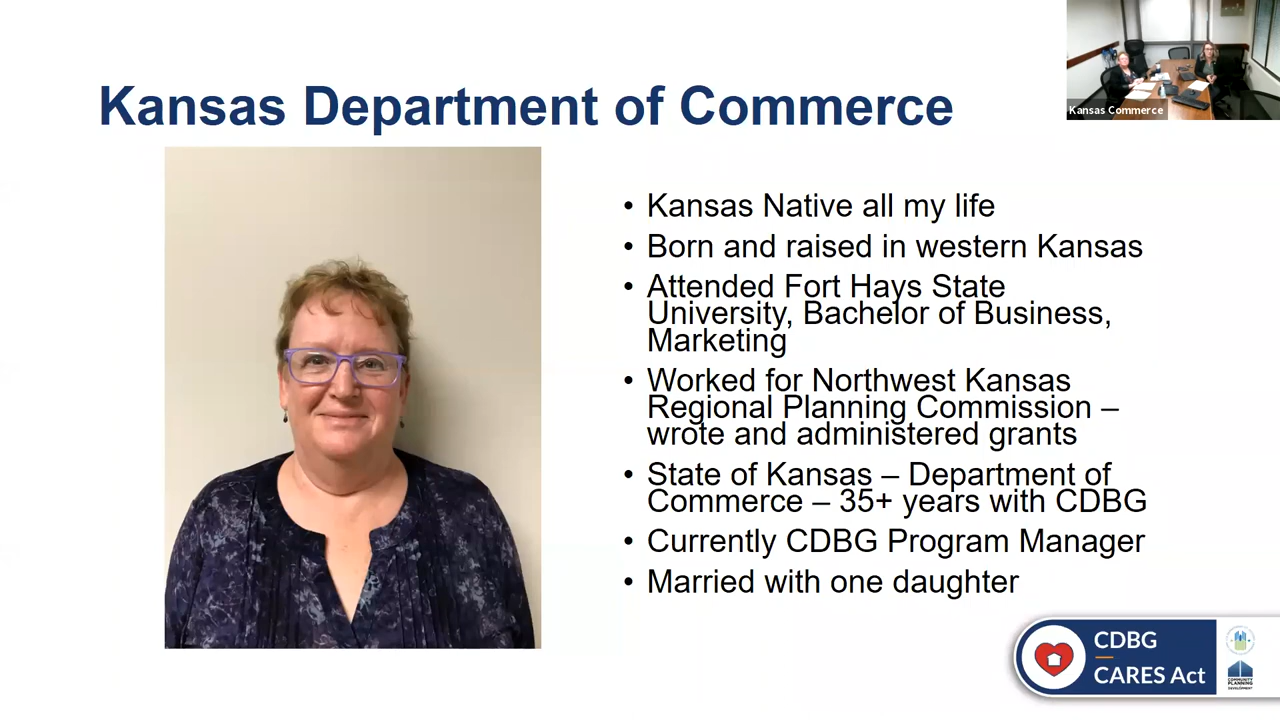 Kansas Commerce
Kansas Department of Commerce
• Kansas Native all my life
• Born and raised in western Kansas
• Attended Fort Hays State
University, Bachelor of Business,
Marketing
• Worked for Northwest Kansas
Regional Planning Commission –
wrote and administered grants
• State of Kansas – Department of
Commerce – 35+ years with CDBG
• Currently CDBG Program Manager
• Married with one daughter
CDBG
CARES Act
COMMUNITY
PLANNING
DEVELOPMENT